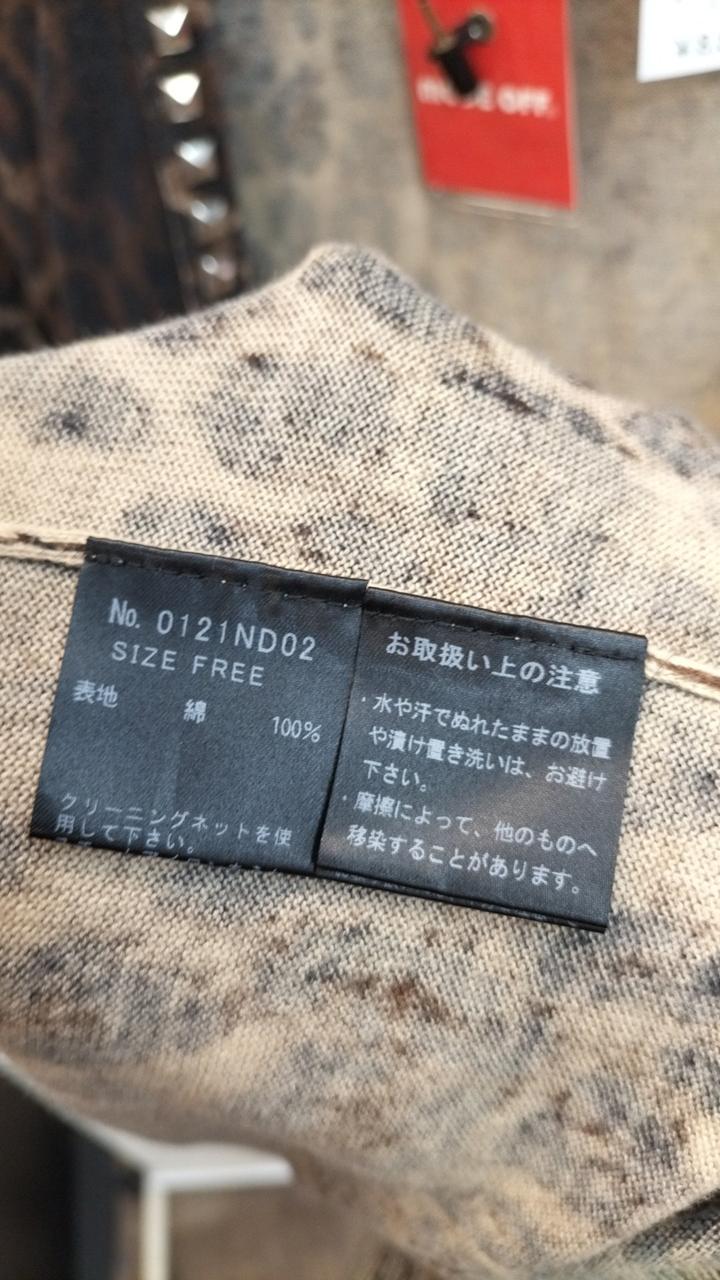 OFF.
No. 0121ND02
SIZE FREE
表地 綿 100%
クリーニングネットを使
用して下さい。
お取扱い上の注意
・水や汗でぬれたままの放置
や漬け置き洗いは、お避け
下さい。
・摩擦によって、他のものへ
移染することがあります。